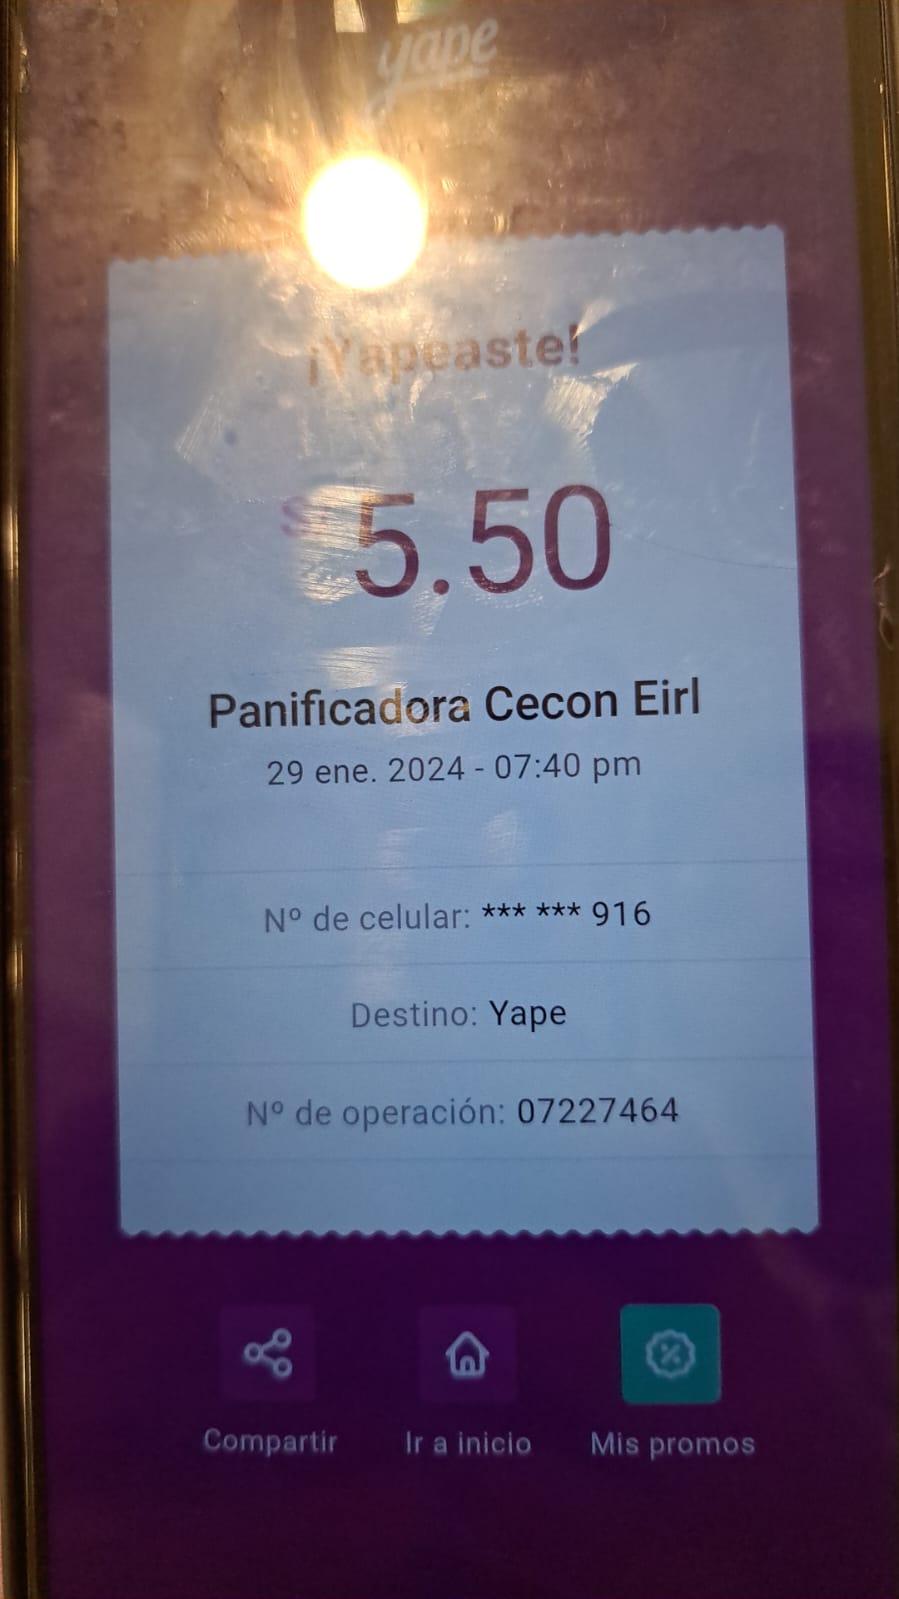 yape
¡Yapeaste!
S/ 5.50
Panificadora Cecon Eirl
29 ene. 2024 - 07:40 pm
Nº de celular: *** *** 916
Destino: Yape
Nº de operación: 07227464
Compartir
Ir a inicio
Mis promos